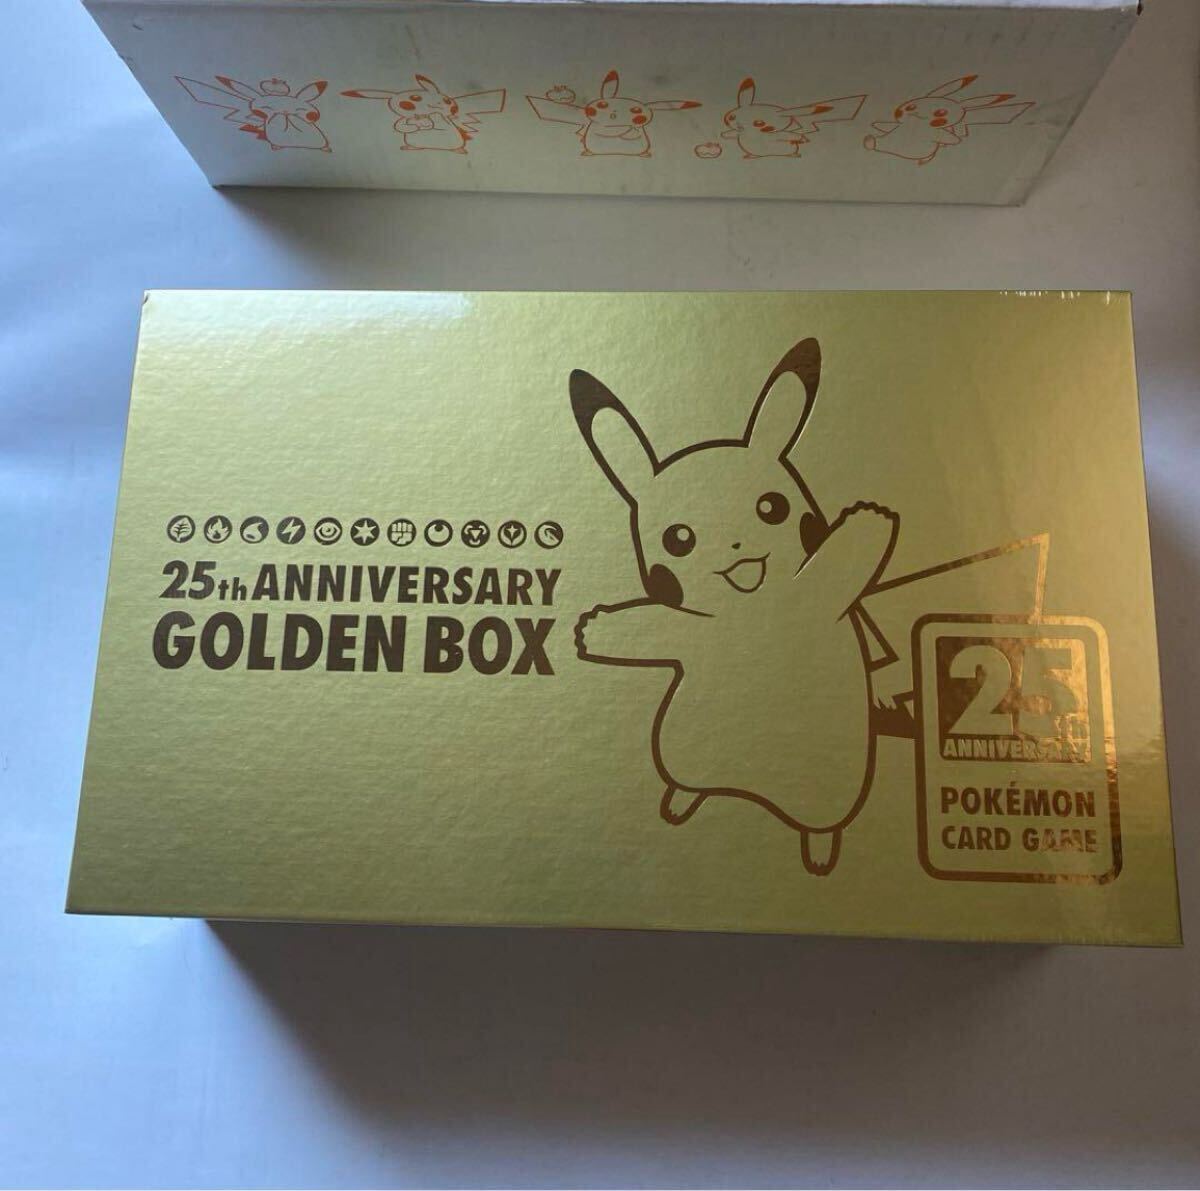 25th ANNIVERSARY
GOLDEN BOX
25th
ANNIVERSARY
POKÉMON
CARD GAME